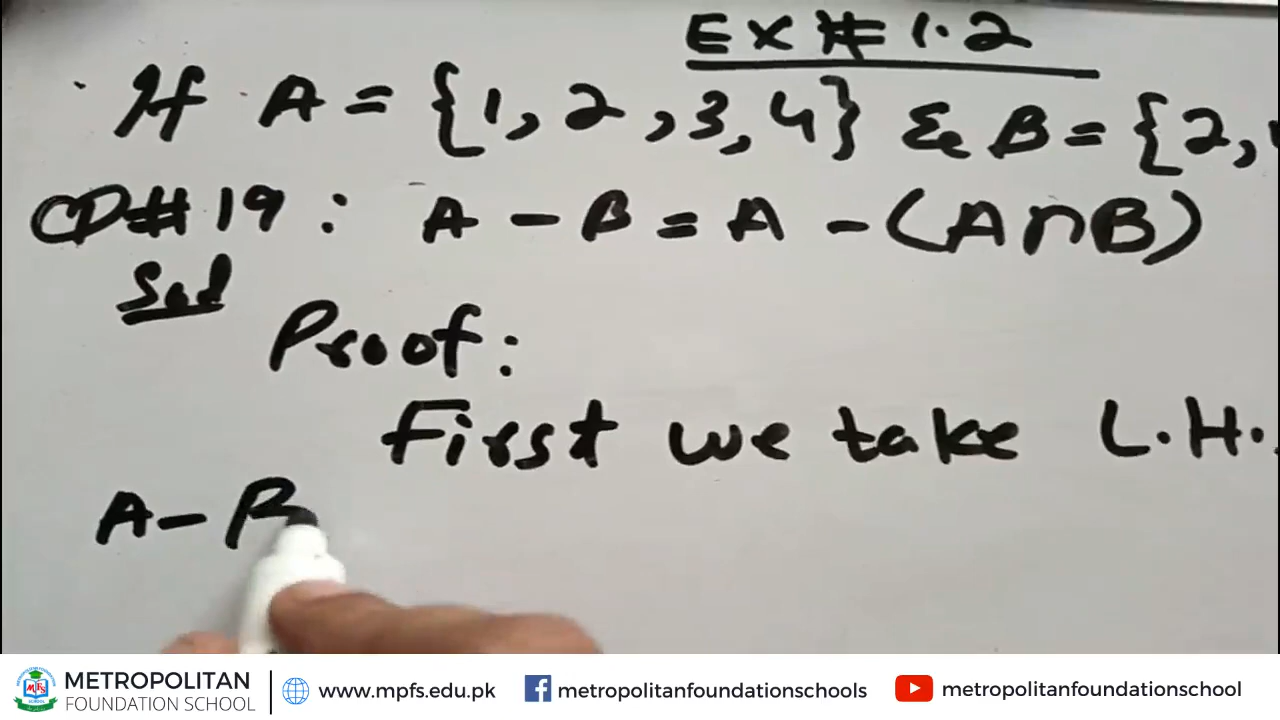 Ex # 1.2
If A = {1, 2, 3, 4} & B = {2,
# 19 : A - B = A - (A∩B)
Sol
Proof:
First we take L.H.
A - B
METROPOLITAN
FOUNDATION SCHOOL
www.mpfs.edu.pk
metropolitanfoundationschools
metropolitanfoundationschool
MPFS